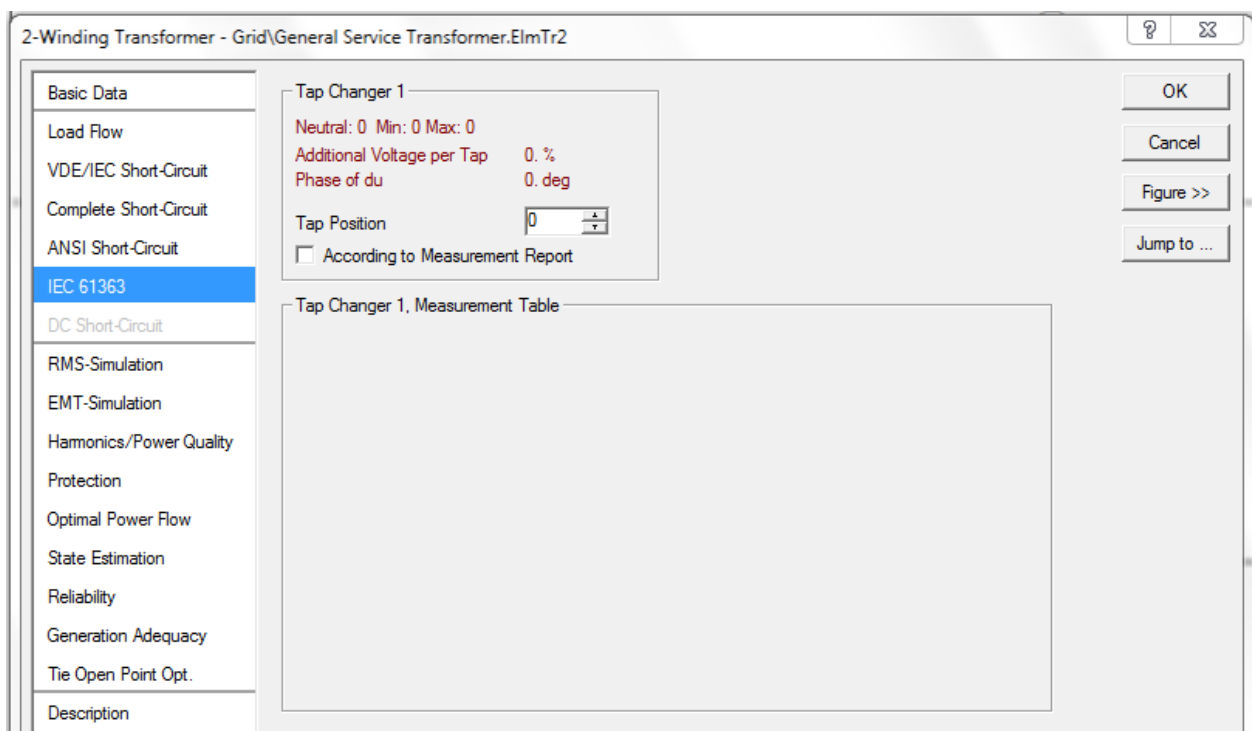 2-Winding Transformer - Grid\General Service Transformer.ElmTr2
Basic Data
Load Flow
VDE/IEC Short-Circuit
Complete Short-Circuit
ANSI Short-Circuit
IEC 61363
DC Short-Circuit
RMS-Simulation
EMT-Simulation
Harmonics/Power Quality
Protection
Optimal Power Flow
State Estimation
Reliability
Generation Adequacy
Tie Open Point Opt.
Description
Tap Changer 1
Neutral: 0 Min: 0 Max: 0
Additional Voltage per Tap 0. %
Phase of du 0. deg
Tap Position 0
According to Measurement Report
Tap Changer 1, Measurement Table
OK
Cancel
Figure >>
Jump to ...